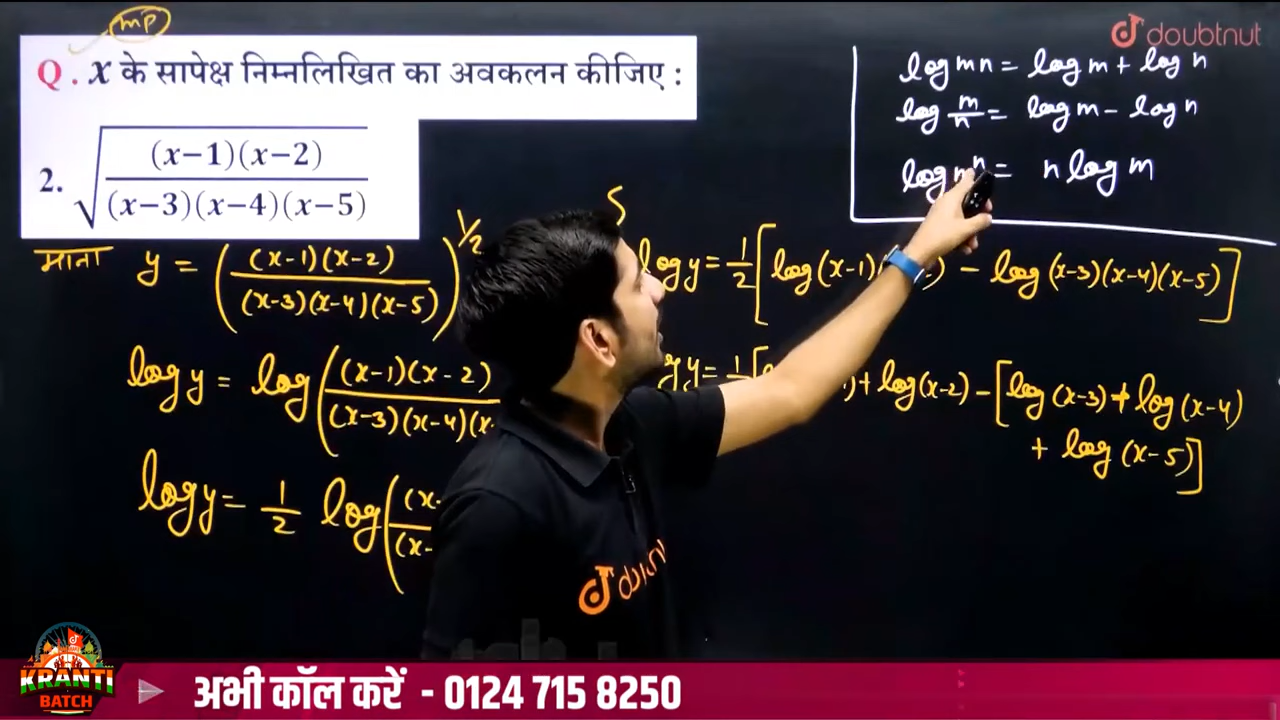 mp
doubtnut
Q. x के सापेक्ष निम्नलिखित का अवकलन कीजिए :
2. √((x−1)(x−2)/((x−3)(x−4)(x−5)))
log mn = log m + log n
log m/n = log m − log n
log mⁿ = n log m
माना y = ((x-1)(x-2)/((x-3)(x-4)(x-5)))^1/2
log y = log((x-1)(x-2)/(x-3)(x-4)(x-
log y = 1/2 log((x-/(x-
log y = 1/2 [log(x-1) − log(x-3)(x-4)(x-5)]
y = 1/2 [ + log(x-2) − [log(x-3) + log(x-4)
+ log(x-5)]
doubtnut
KRANTI
BATCH
अभी कॉल करें - 0124 715 8250